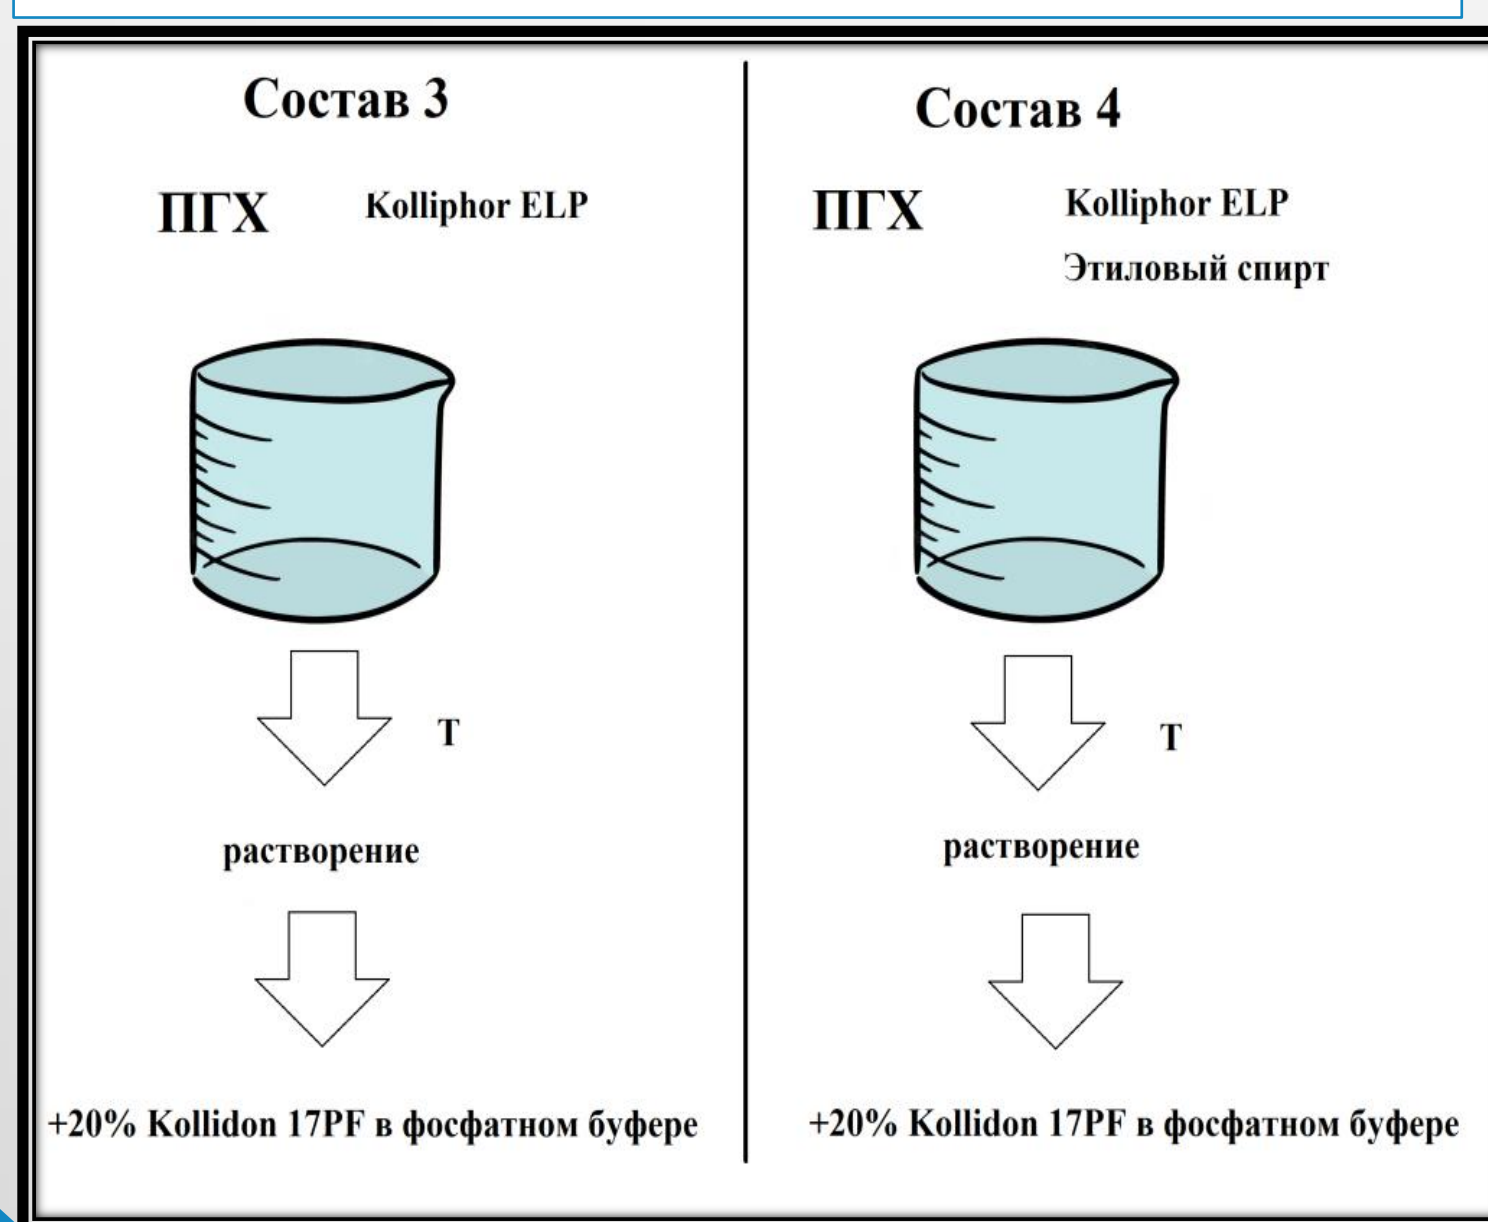 Состав 3
ПГХ
Kolliphor ELP
T
растворение
+20% Kollidon 17PF в фосфатном буфере
Состав 4
ПГХ
Kolliphor ELP
Этиловый спирт
T
растворение
+20% Kollidon 17PF в фосфатном буфере